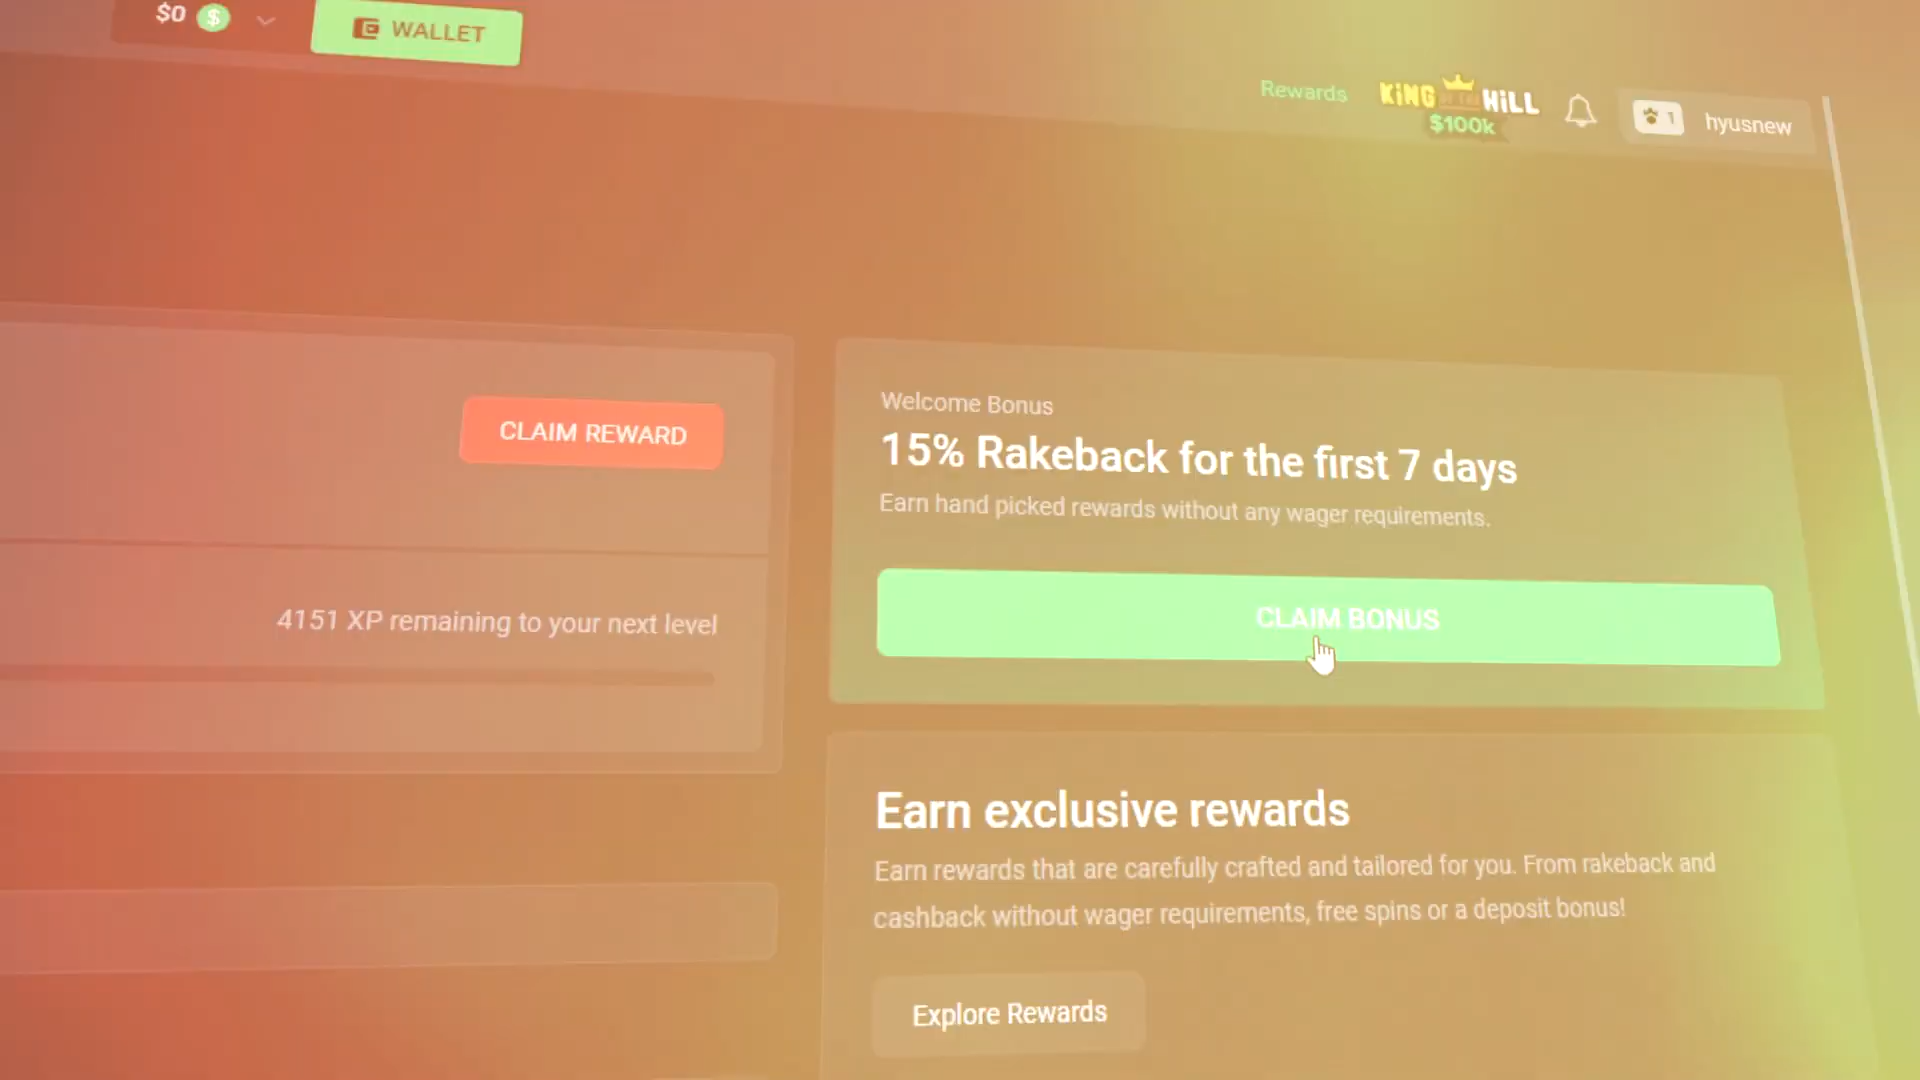 $0 $
WALLET
Rewards
KING OF THE HILL
$100k
1
hyusnew
CLAIM REWARD
4151 XP remaining to your next level
Welcome Bonus
15% Rakeback for the first 7 days
Earn hand picked rewards without any wager requirements.
CLAIM BONUS
Earn exclusive rewards
Earn rewards that are carefully crafted and tailored for you. From rakeback and
cashback without wager requirements, free spins or a deposit bonus!
Explore Rewards